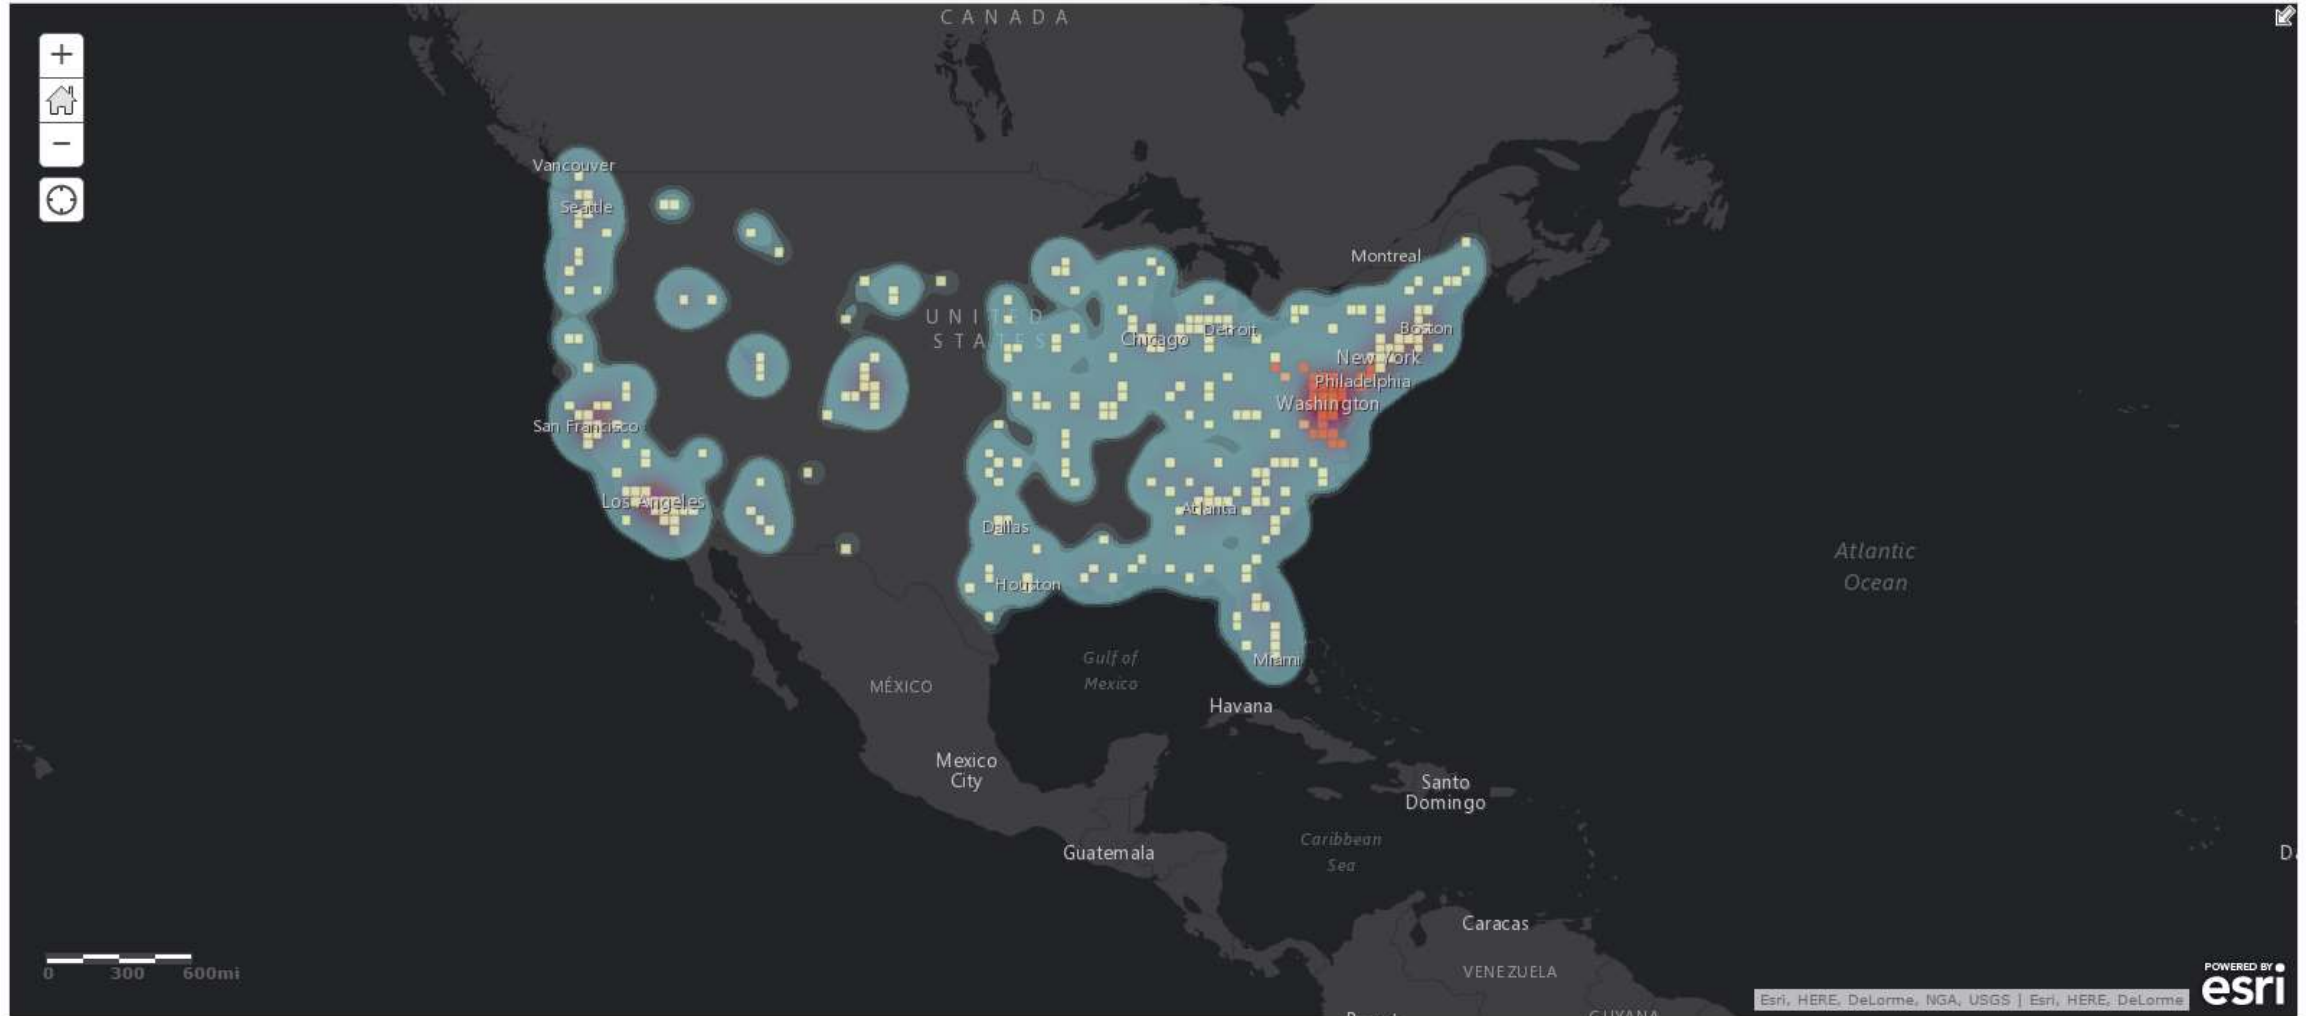 CANADA
+
−
Vancouver
Seattle
Montreal
UNITED
STATES
Detroit
Boston
Chicago
New York
Philadelphia
Washington
San Francisco
Los Angeles
Atlanta
Dallas
Atlantic
Ocean
Houston
Gulf of
Mexico
Miami
MÉXICO
Havana
Mexico
City
Santo
Domingo
Caribbean
Sea
Guatemala
Caracas
VENEZUELA
0 300 600mi
POWERED BY
esri
Esri, HERE, DeLorme, NGA, USGS | Esri, HERE, DeLorme